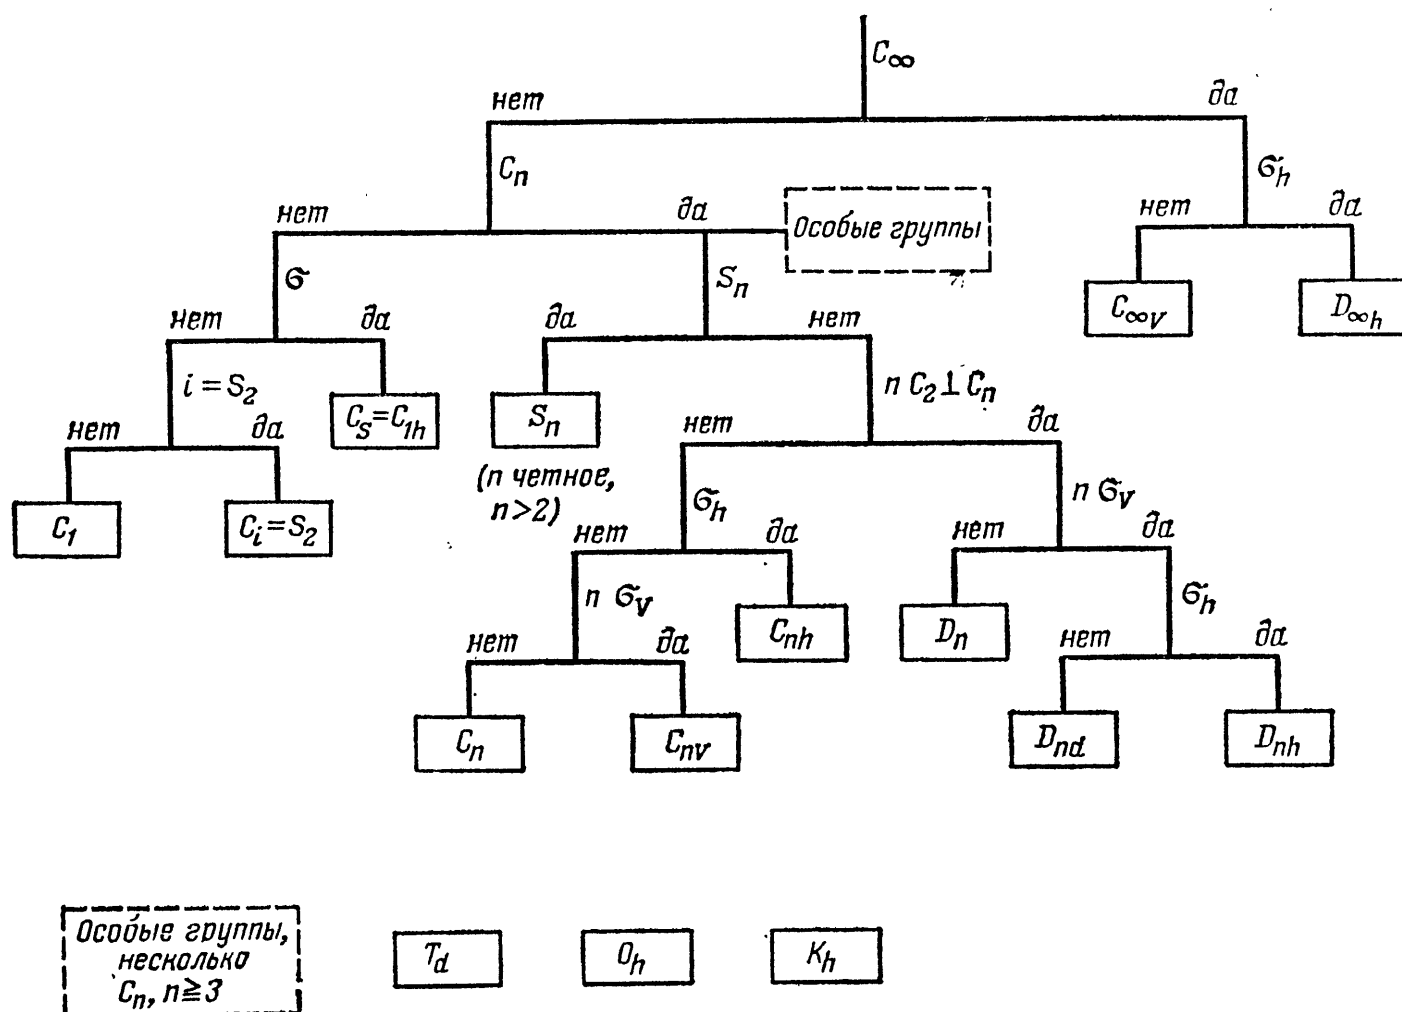 C∞
нет
да
Cₙ
σₕ
нет
да
Особые группы
нет
да
σ
Sₙ
C∞ᵥ
D∞ₕ
нет
да
да
нет
i = S₂
Cₛ=C₁ₕ
Sₙ
n C₂⊥Cₙ
нет
да
(n четное,
n>2)
нет
да
C₁
Cᵢ=S₂
σₕ
n σᵥ
нет
да
нет
да
n σᵥ
Cₙₕ
Dₙ
σₕ
нет
да
нет
да
Cₙ
Cₙᵥ
Dₙd
Dₙₕ
Особые группы,
несколько
Cₙ, n≧3
Td
Oₕ
Kₕ